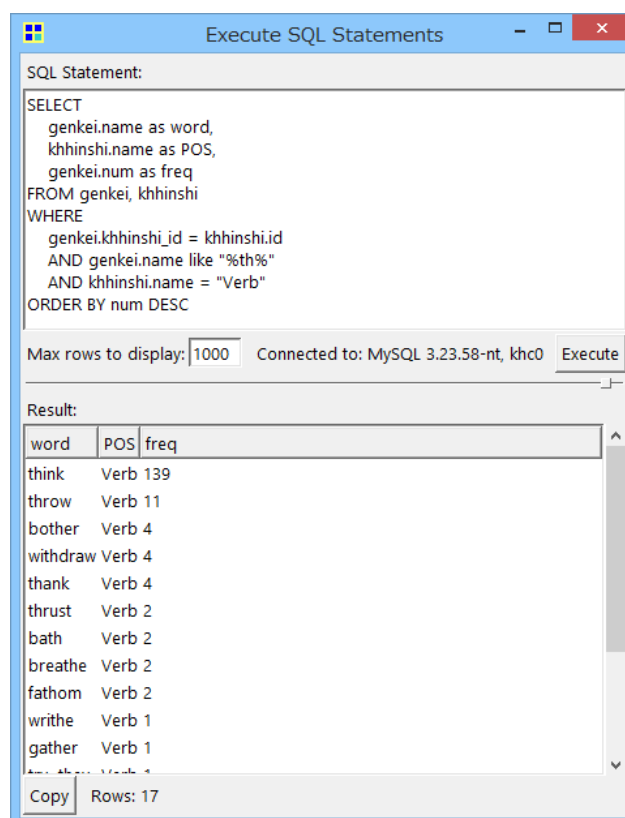 Execute SQL Statements
SQL Statement:
SELECT
genkei.name as word,
khhinshi.name as POS,
genkei.num as freq
FROM genkei, khhinshi
WHERE
genkei.khhinshi_id = khhinshi.id
AND genkei.name like "%th%"
AND khhinshi.name = "Verb"
ORDER BY num DESC
Max rows to display: 1000 Connected to: MySQL 3.23.58-nt, khc0 Execute
Result:
word POS freq
think Verb 139
throw Verb 11
bother Verb 4
withdraw Verb 4
thank Verb 4
thrust Verb 2
bath Verb 2
breathe Verb 2
fathom Verb 2
writhe Verb 1
gather Verb 1
Verb 1
Copy Rows: 17